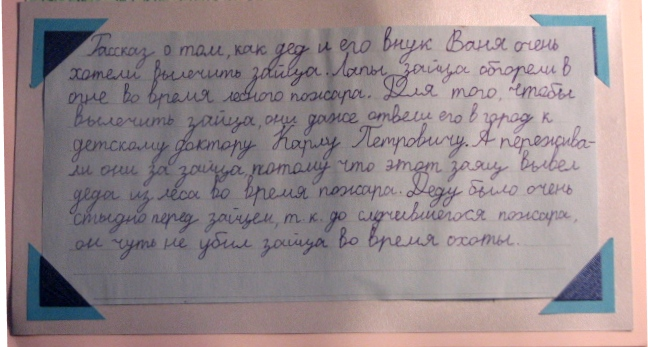 Рассказ о том, как дед и его внук Ваня очень
хотели вылечить зайца. Лапы зайца обгорели в
огне во время лесного пожара. Для того, чтобы
вылечить зайца, они даже отвезли его в город к
детскому доктору Карлу Петровичу. А пережива-
ли они за зайца потому что этот заяц вывел
деда из леса во время пожара. Деду было очень
стыдно перед зайцем, т.к. до случившегося пожара,
он чуть не убил зайца во время охоты.